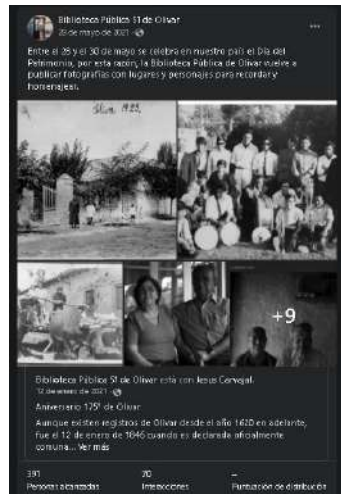 Biblioteca Pública 51 de Olivar
28 de mayo de 2021
Entre el 28 y el 30 de mayo se celebra en nuestro país el Día del
Patrimonio, por esta razón, la Biblioteca Pública de Olivar vuelve a
publicar fotografías con lugares y personajes para recordar y
homenajear.
Olivar 1922
+9
Biblioteca Pública 51 de Olivar está con Jesus Carvajal.
12 de enero de 2021
Aniversario 175° de Olivar
Aunque existen registros de Olivar desde el año 1620 en adelante,
fue el 12 de enero de 1846 cuando es declarada oficialmente
comuna... Ver más
391
70
–
Personas alcanzadas
Interacciones
Puntuación de distribución